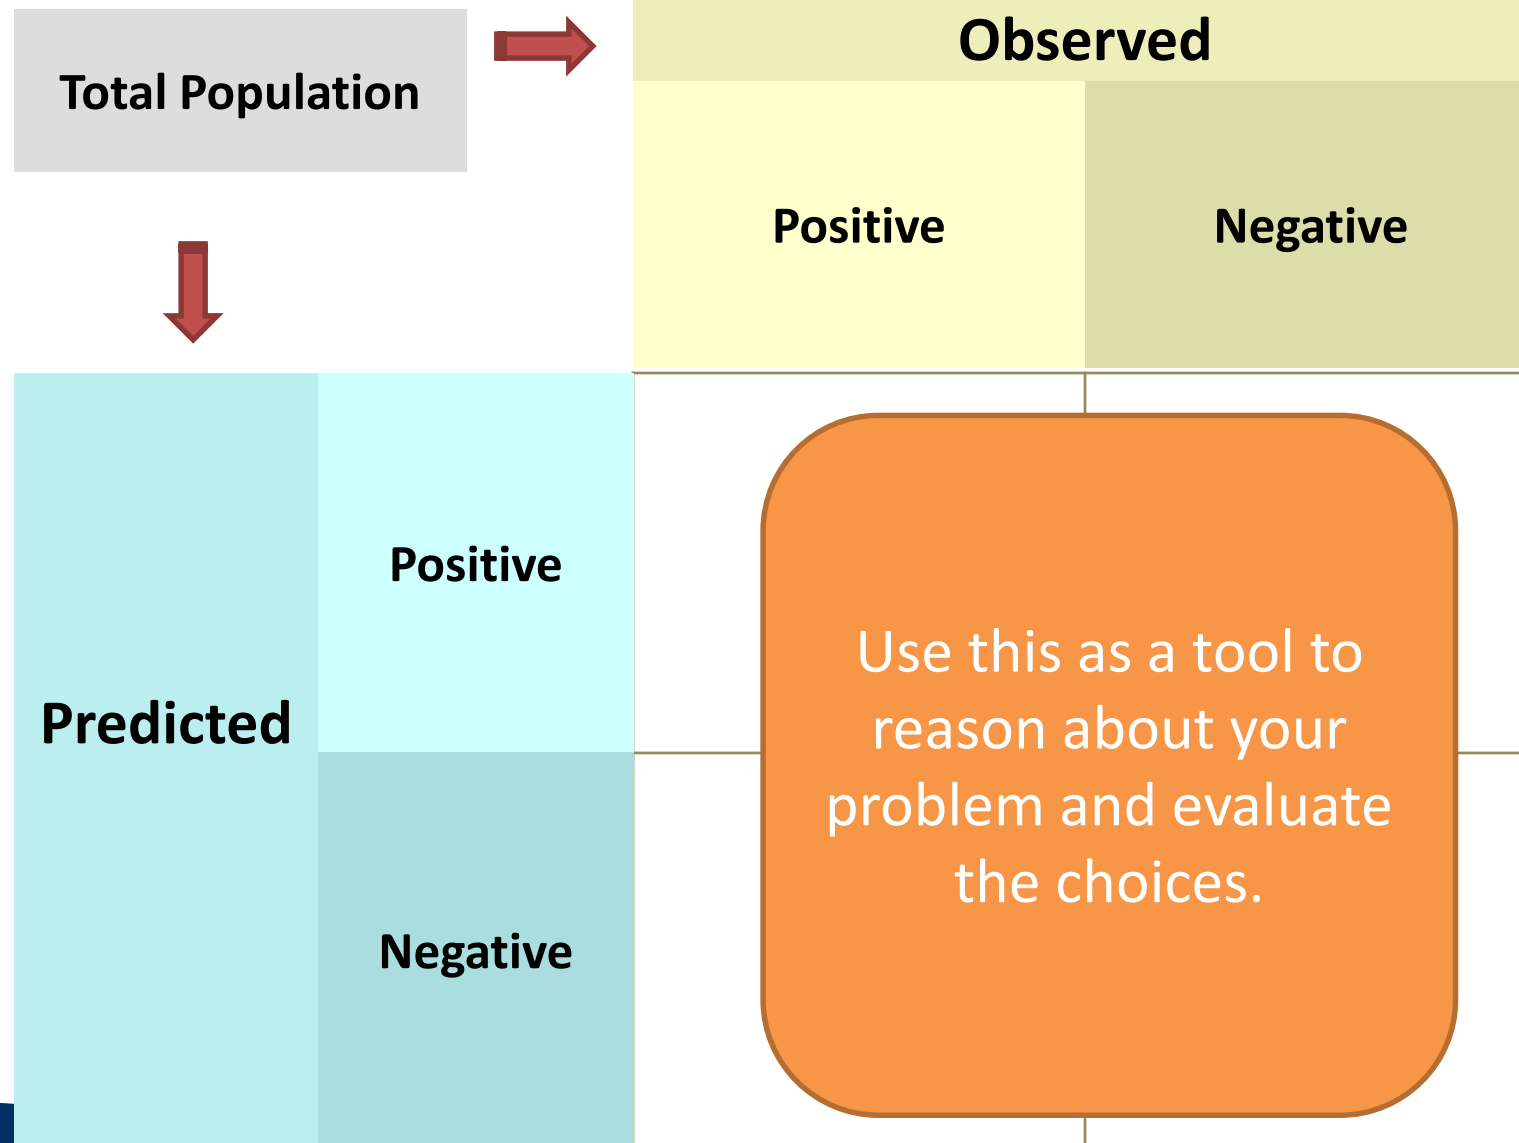 Total Population
Observed
Positive
Negative
Predicted
Positive
Negative
Use this as a tool to
reason about your
problem and evaluate
the choices.